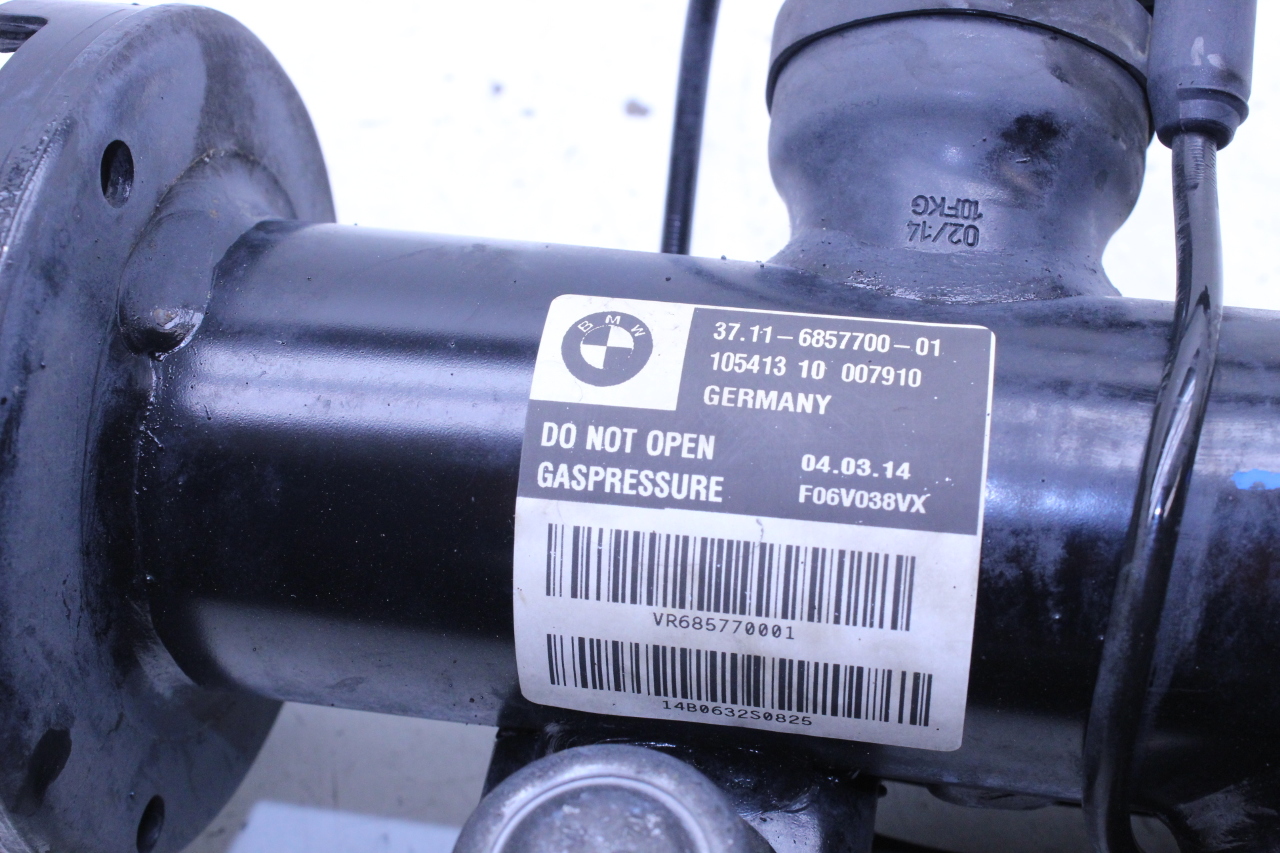 02/14
10FKG
BMW
37.11-6857700-01
105413 10 007910
GERMANY
DO NOT OPEN
GASPRESSURE
04.03.14
F06V038VX
VR685770001
14B0632S0825